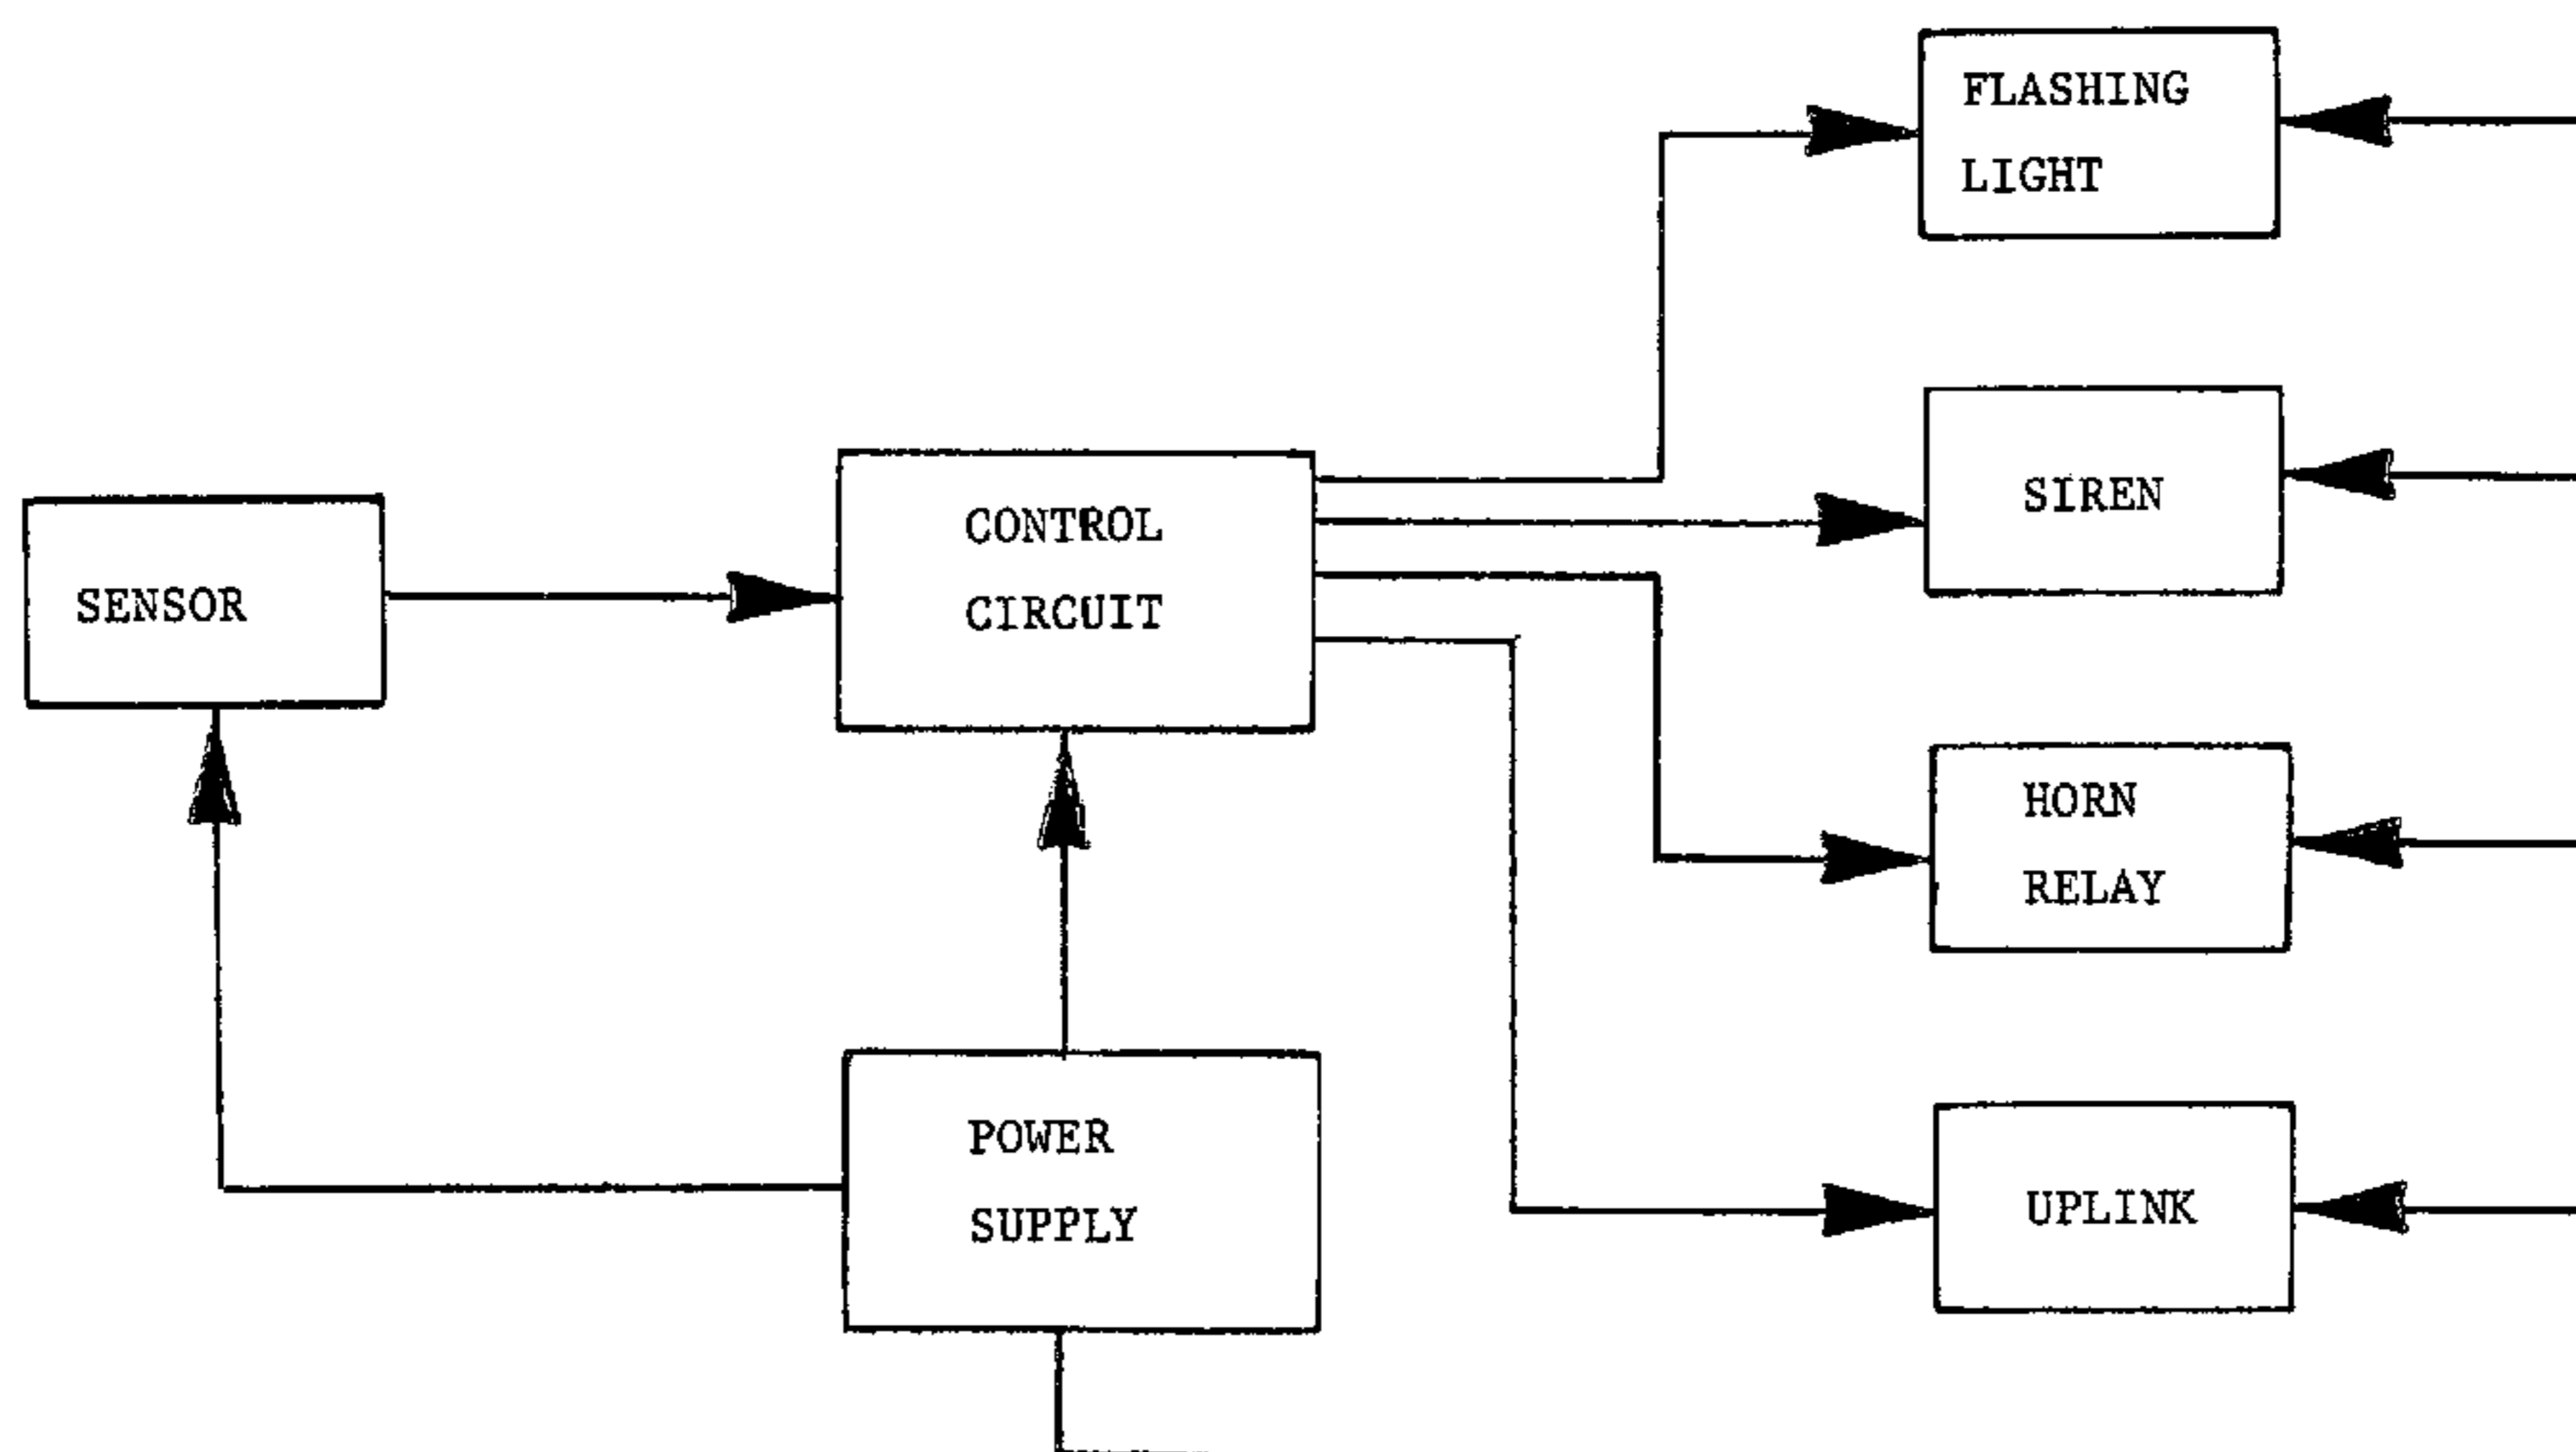 FLASHING
LIGHT
SIREN
CONTROL
CIRCUIT
SENSOR
HORN
RELAY
POWER
SUPPLY
UPLINK